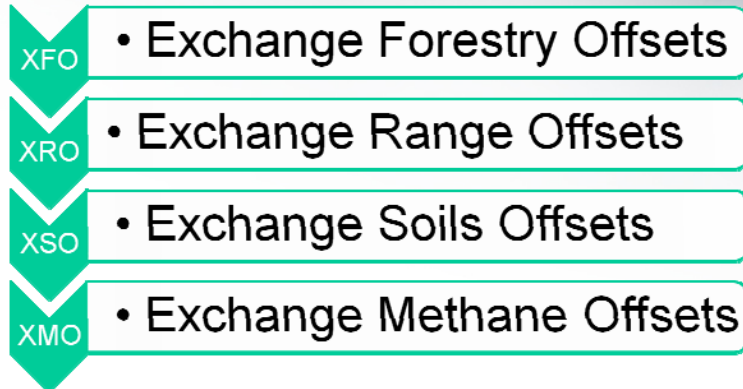 XFO • Exchange Forestry Offsets
XRO • Exchange Range Offsets
XSO • Exchange Soils Offsets
XMO • Exchange Methane Offsets